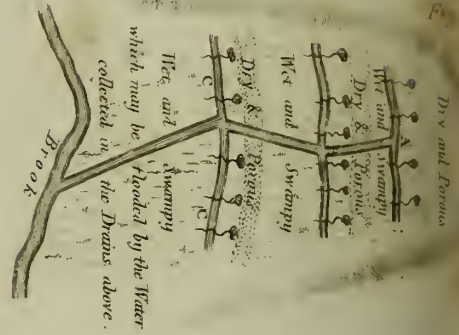 Dry and Porous
Wet and Swampy
A
Dry & Porous
Wet and Swampy
Dry & Porous
C C
Wet and Swampy
which may be flooded by the Water
collected in the Drains above.
Brook